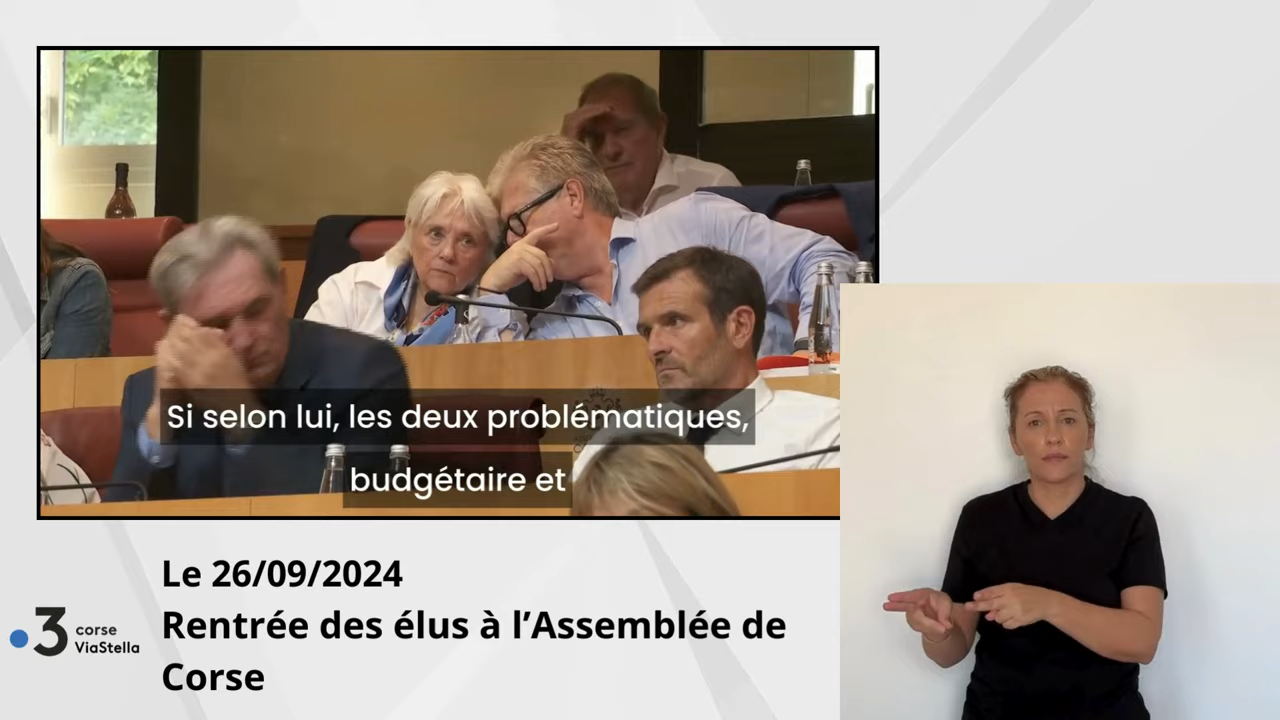 Si selon lui, les deux problématiques,
budgétaire et
Le 26/09/2024
Rentrée des élus à l’Assemblée de
Corse
3 corse
ViaStella